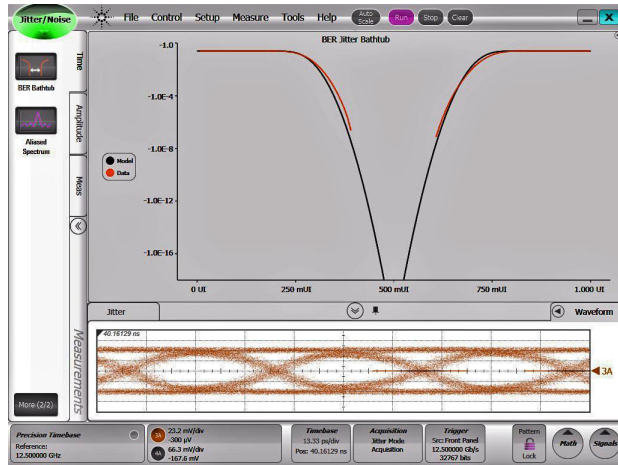 Jitter/Noise
File Control Setup Measure Tools Help Auto Scale Run Stop Clear
BER Bathtub
Aliased Spectrum
Time
Amplitude
Meas
Measurements
More (2/2)
BER Jitter Bathtub
-1.0
-1.0E-4
-1.0E-8
-1.0E-12
-1.0E-16
Model
Data
0 UI 250 mUI 500 mUI 750 mUI 1.000 UI
Jitter
Waveform
40.16129 ns
3A
Precision Timebase
Reference:
12.500000 GHz
3A 23.2 mV/div
-300 µV
4A 66.3 mV/div
-167.6 mV
Timebase
13.33 ps/div
Pos: 40.16129 ns
Acquisition
Jitter Mode
Acquisition
Trigger
Src: Front Panel
12.500000 Gb/s
32767 bits
Pattern
Lock
Math
Signals